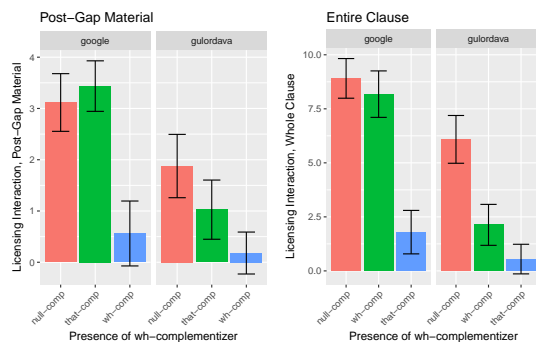 Post−Gap Material
google
gulordava
Licensing Interaction, Post−Gap Material
4
3
2
1
0
null−comp
that−comp
wh−comp
null−comp
that−comp
wh−comp
Presence of wh−complementizer
Entire Clause
google
gulordava
Licensing Interaction, Whole Clause
10.0
7.5
5.0
2.5
0.0
null−comp
that−comp
wh−comp
null−comp
that−comp
wh−comp
Presence of wh−complementizer